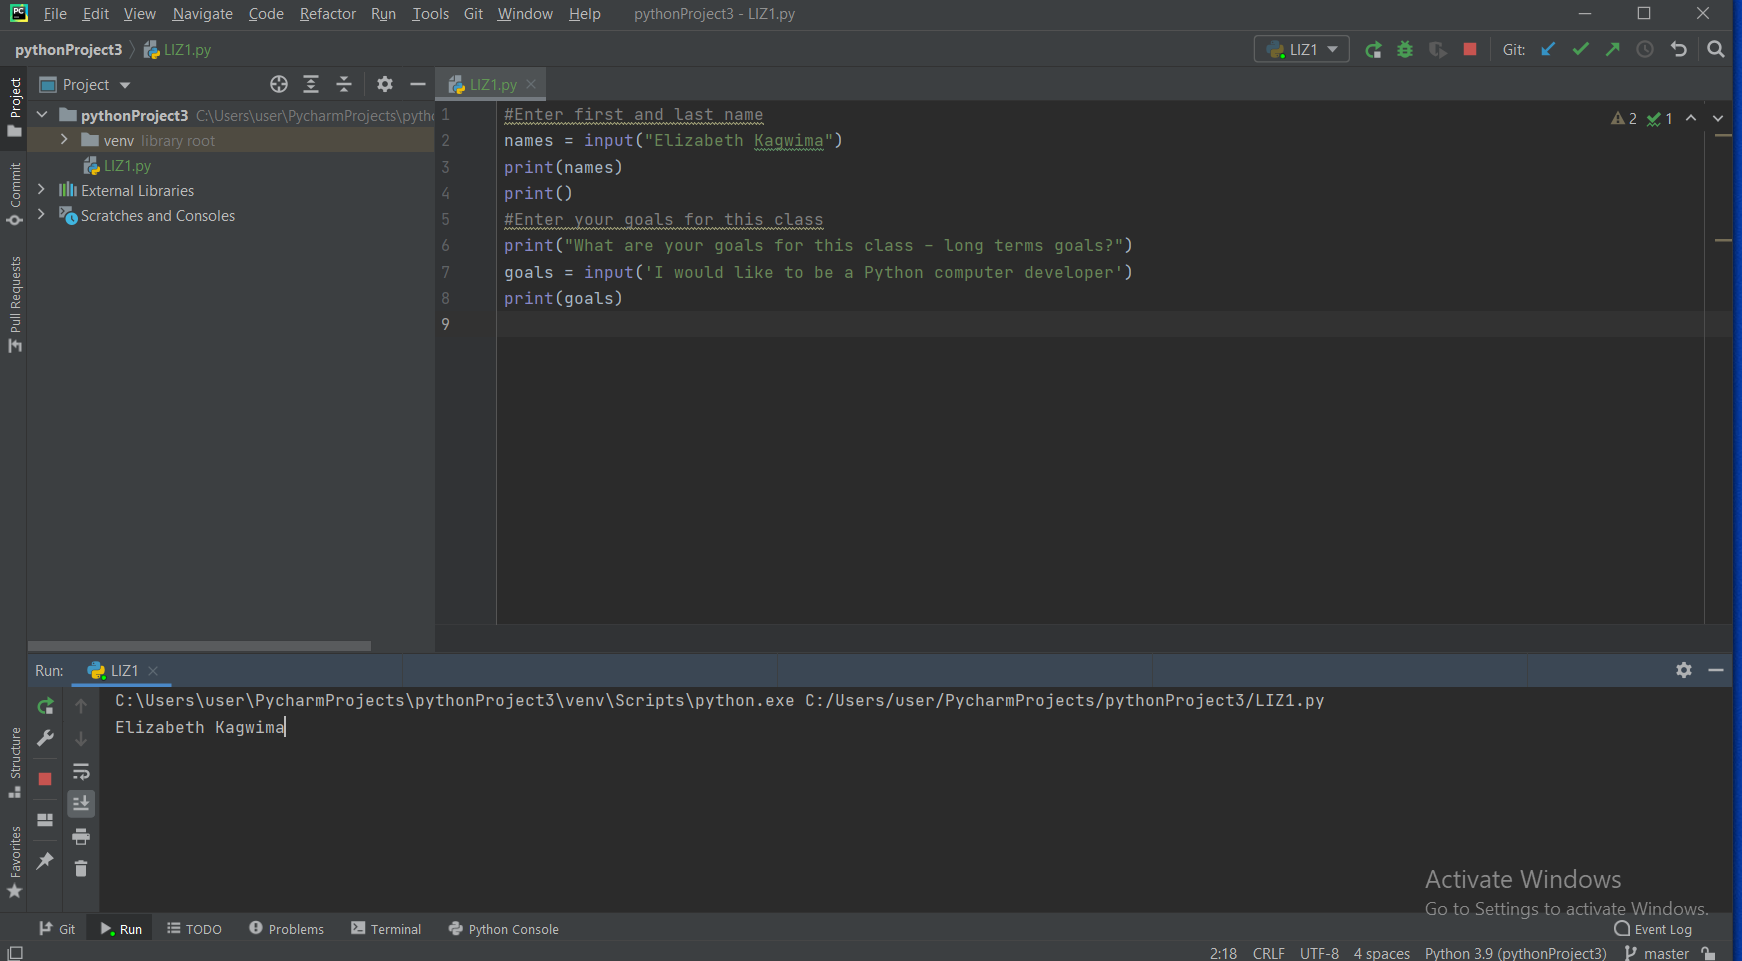 File Edit View Navigate Code Refactor Run Tools Git Window Help pythonProject3 - LIZ1.py
pythonProject3 LIZ1.py LIZ1 Git:
Project LIZ1.py
pythonProject3 C:\Users\user\PycharmProjects\pytho
venv library root
LIZ1.py
External Libraries
Scratches and Consoles
1 #Enter first and last name 2 1
2 names = input("Elizabeth Kagwima")
3 print(names)
4 print()
5 #Enter your goals for this class
6 print("What are your goals for this class - long terms goals?")
7 goals = input('I would like to be a Python computer developer')
8 print(goals)
9
Project
Commit
Pull Requests
Structure
Favorites
Run: LIZ1
C:\Users\user\PycharmProjects\pythonProject3\venv\Scripts\python.exe C:/Users/user/PycharmProjects/pythonProject3/LIZ1.py
Elizabeth Kagwima
Activate Windows
Go to Settings to activate Windows.
Git Run TODO Problems Terminal Python Console Event Log
2:18 CRLF UTF-8 4 spaces Python 3.9 (pythonProject3) master